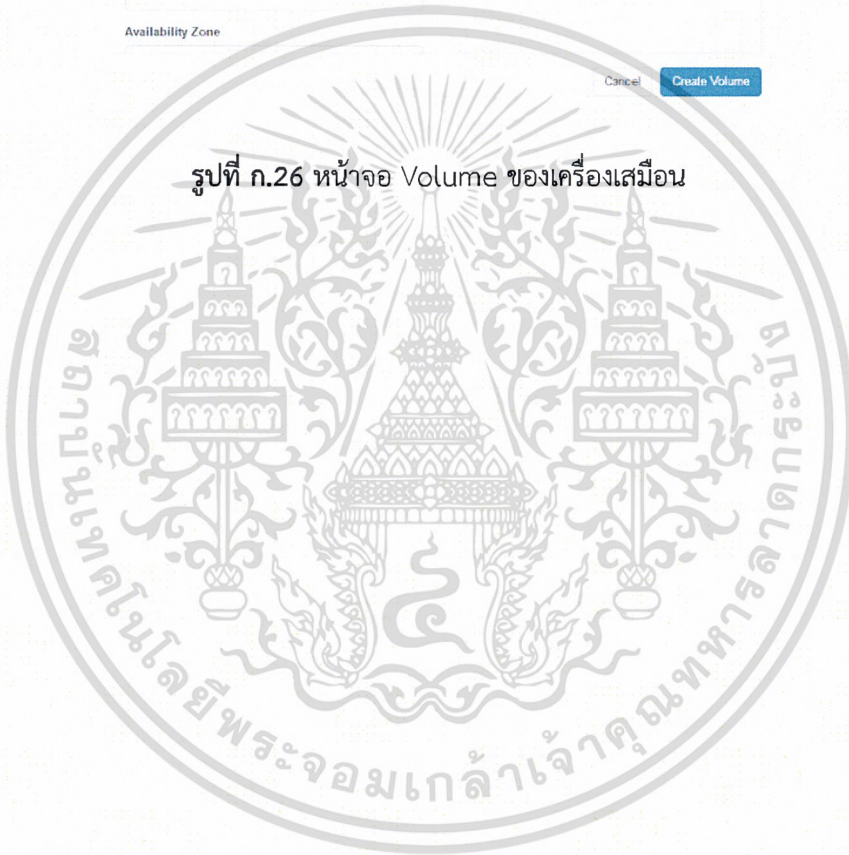 Availability Zone
Cancel Create Volume
รูปที่ ก.26 หน้าจอ Volume ของเครื่องเสมือน
สถาบันเทคโนโลยีพระจอมเกล้าเจ้าคุณทหารลาดกระบัง
๔